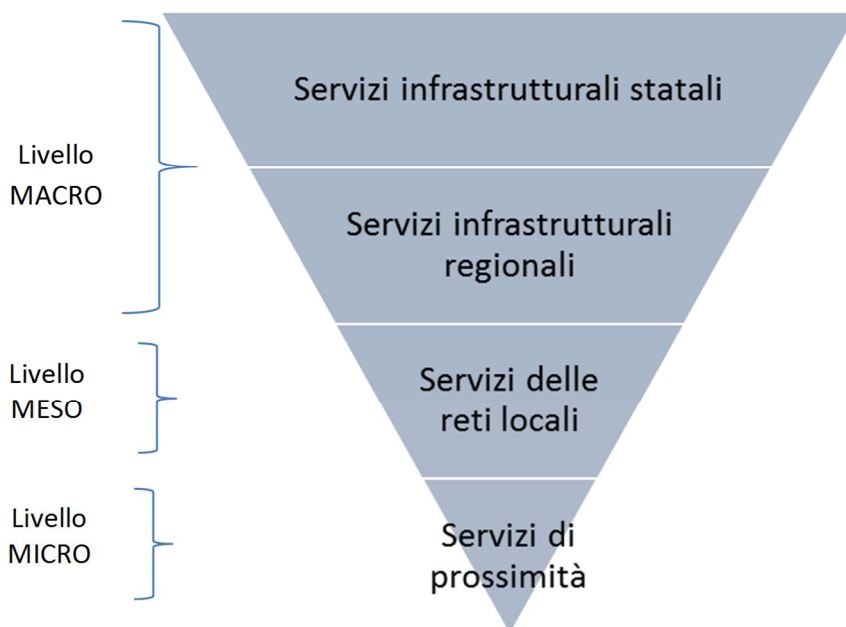 Servizi infrastrutturali statali
Livello
MACRO
Servizi infrastrutturali
regionali
Livello
MESO
Servizi delle
reti locali
Livello
MICRO
Servizi di
prossimità